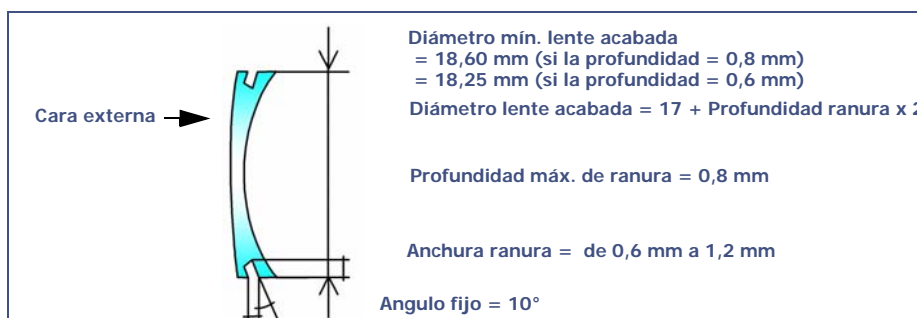 Diámetro mín. lente acabada
= 18,60 mm (si la profundidad = 0,8 mm)
= 18,25 mm (si la profundidad = 0,6 mm)
Cara externa
Diámetro lente acabada = 17 + Profundidad ranura x 2
Profundidad máx. de ranura = 0,8 mm
Anchura ranura = de 0,6 mm a 1,2 mm
Angulo fijo = 10°